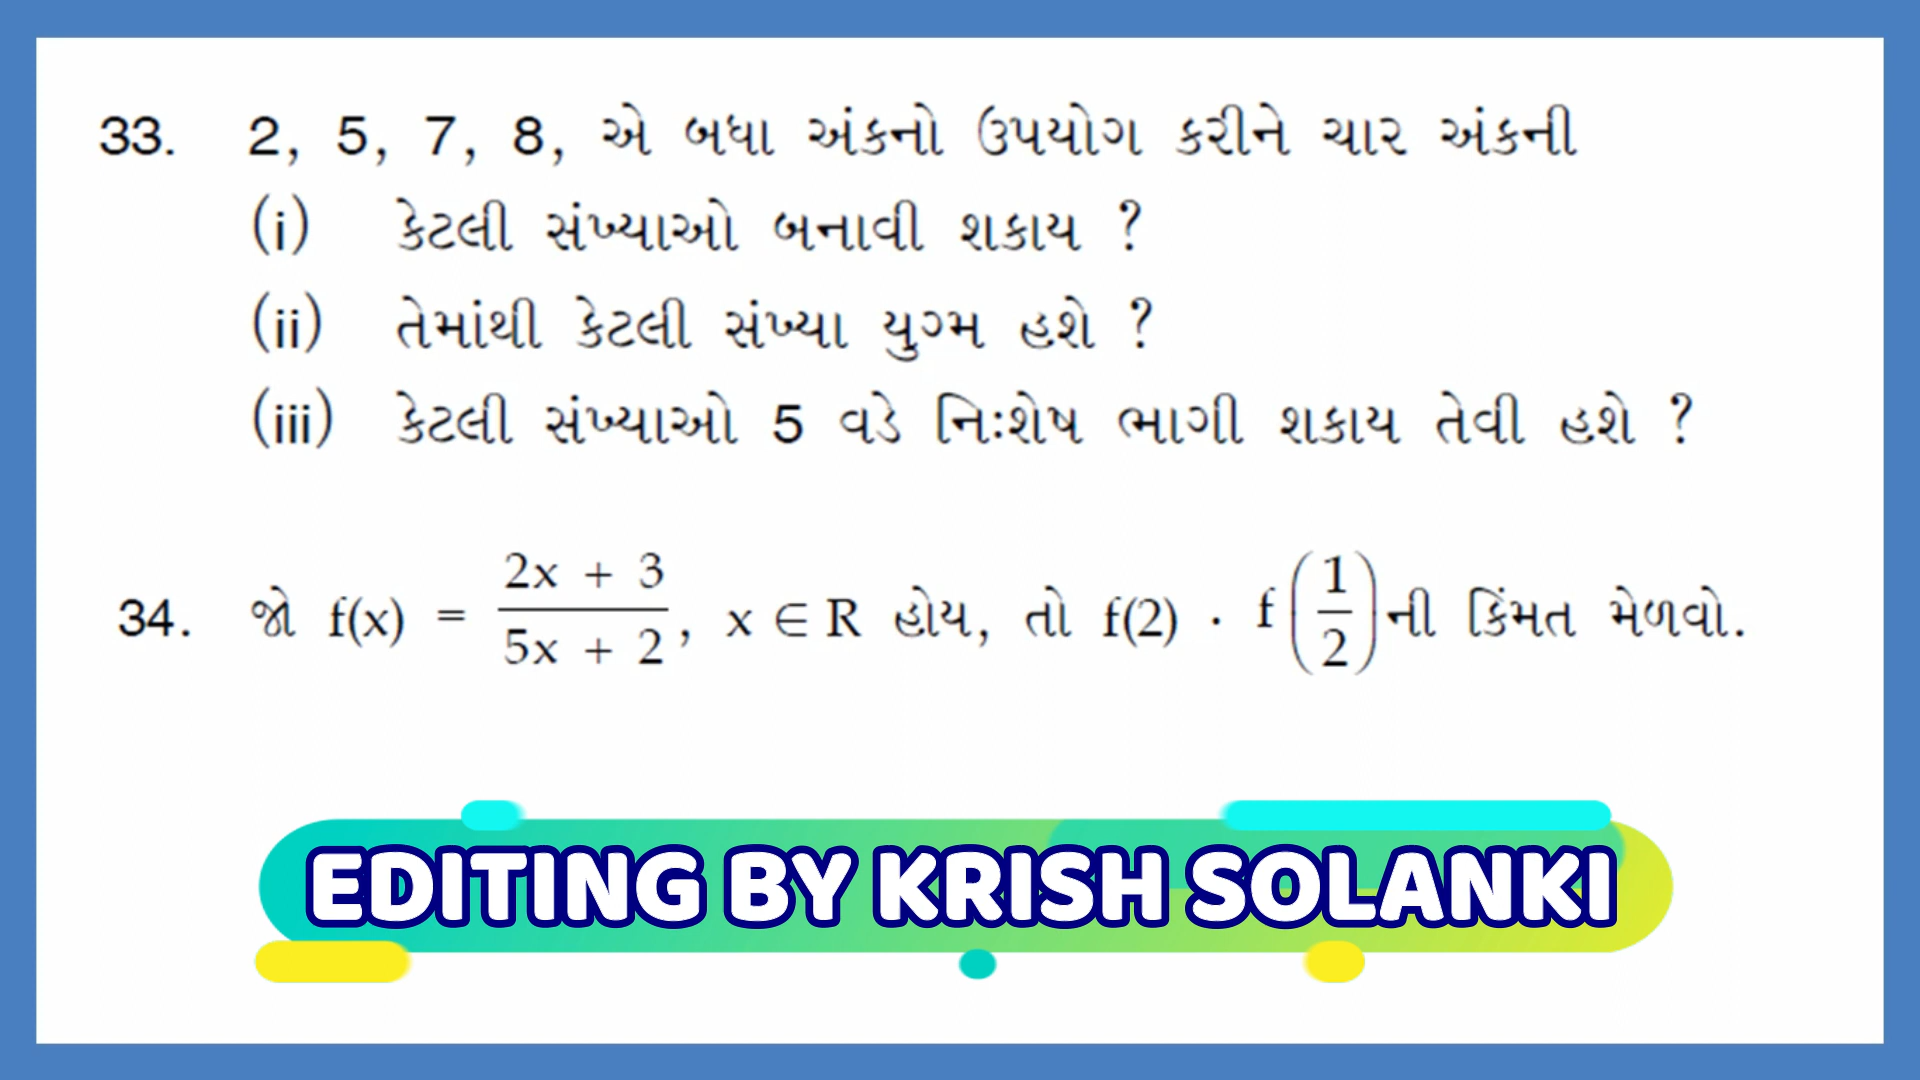 33. 2, 5, 7, 8, એ બધા અંકનો ઉપયોગ કરીને ચાર અંકની
(i) કેટલી સંખ્યાઓ બનાવી શકાય ?
(ii) તેમાંથી કેટલી સંખ્યા યુગ્મ હશે ?
(iii) કેટલી સંખ્યાઓ 5 વડે નિઃશેષ ભાગી શકાય તેવી હશે ?
34. જો f(x) = (2x + 3)/(5x + 2), x ∈ R હોય, તો f(2) · f(1/2) ની કિંમત મેળવો.
EDITING BY KRISH SOLANKI